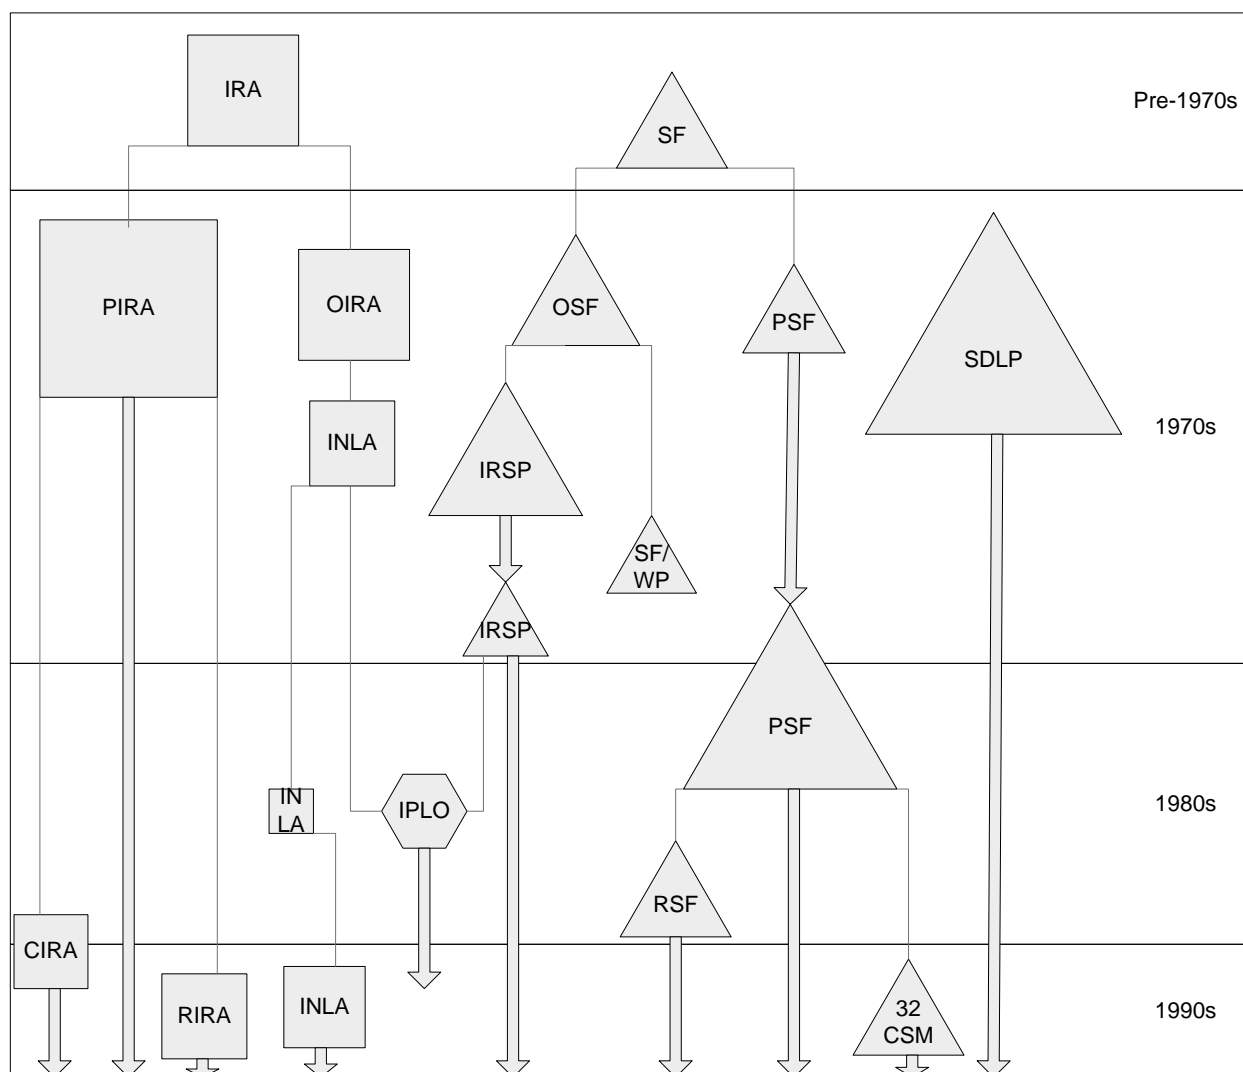 IRA
Pre-1970s
SF
PIRA
OIRA
OSF
PSF
SDLP
1970s
INLA
IRSP
SF/
WP
IRSP
PSF
IN
LA
IPLO
1980s
RSF
CIRA
RIRA
INLA
32
CSM
1990s